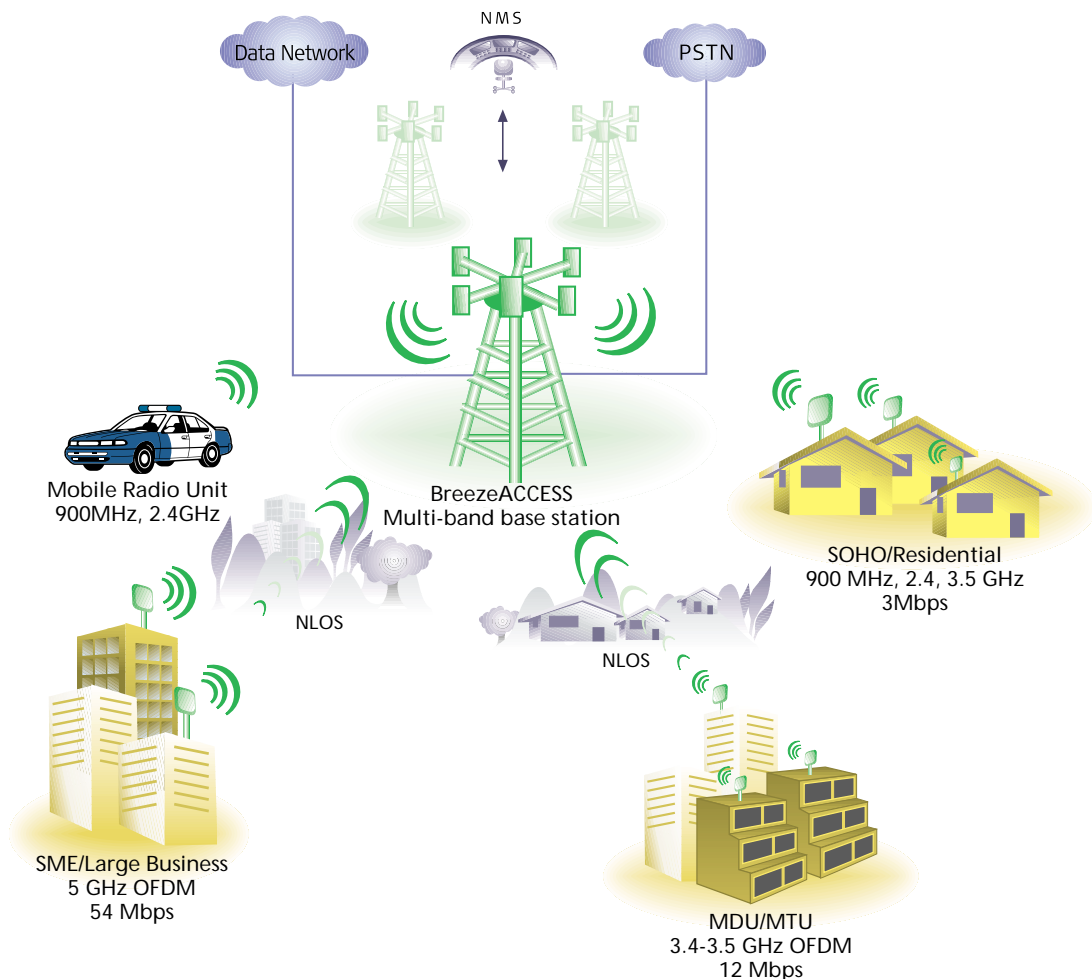 NMS
Data Network
PSTN
Mobile Radio Unit
900MHz, 2.4GHz
BreezeACCESS
Multi-band base station
SOHO/Residential
900 MHz, 2.4, 3.5 GHz
3Mbps
NLOS
NLOS
SME/Large Business
5 GHz OFDM
54 Mbps
MDU/MTU
3.4-3.5 GHz OFDM
12 Mbps